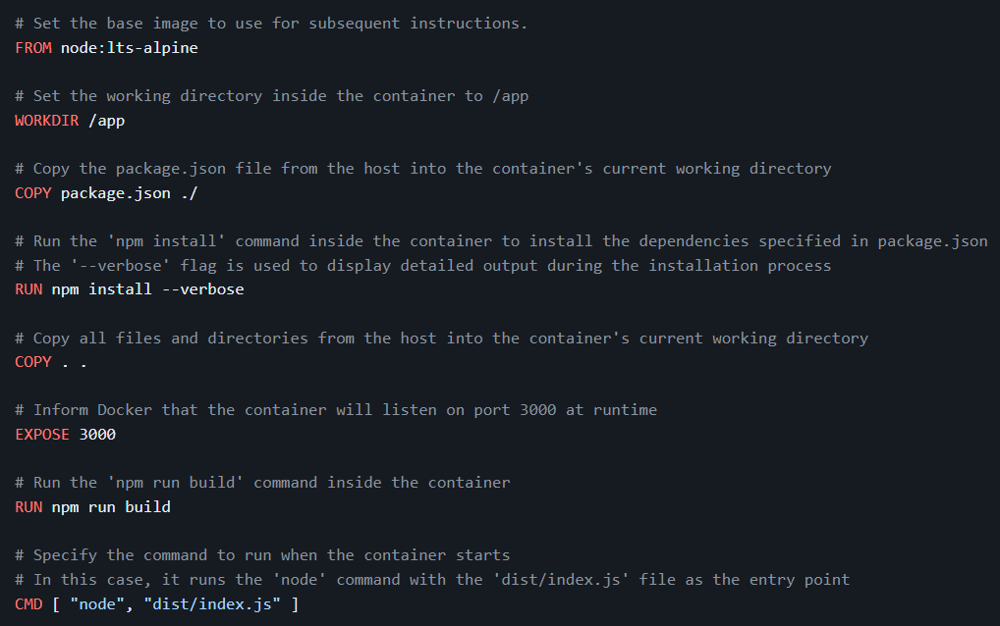 # Set the base image to use for subsequent instructions.
FROM node:lts-alpine
# Set the working directory inside the container to /app
WORKDIR /app
# Copy the package.json file from the host into the container's current working directory
COPY package.json ./
# Run the 'npm install' command inside the container to install the dependencies specified in package.json
# The '--verbose' flag is used to display detailed output during the installation process
RUN npm install --verbose
# Copy all files and directories from the host into the container's current working directory
COPY . .
# Inform Docker that the container will listen on port 3000 at runtime
EXPOSE 3000
# Run the 'npm run build' command inside the container
RUN npm run build
# Specify the command to run when the container starts
# In this case, it runs the 'node' command with the 'dist/index.js' file as the entry point
CMD [ "node", "dist/index.js" ]